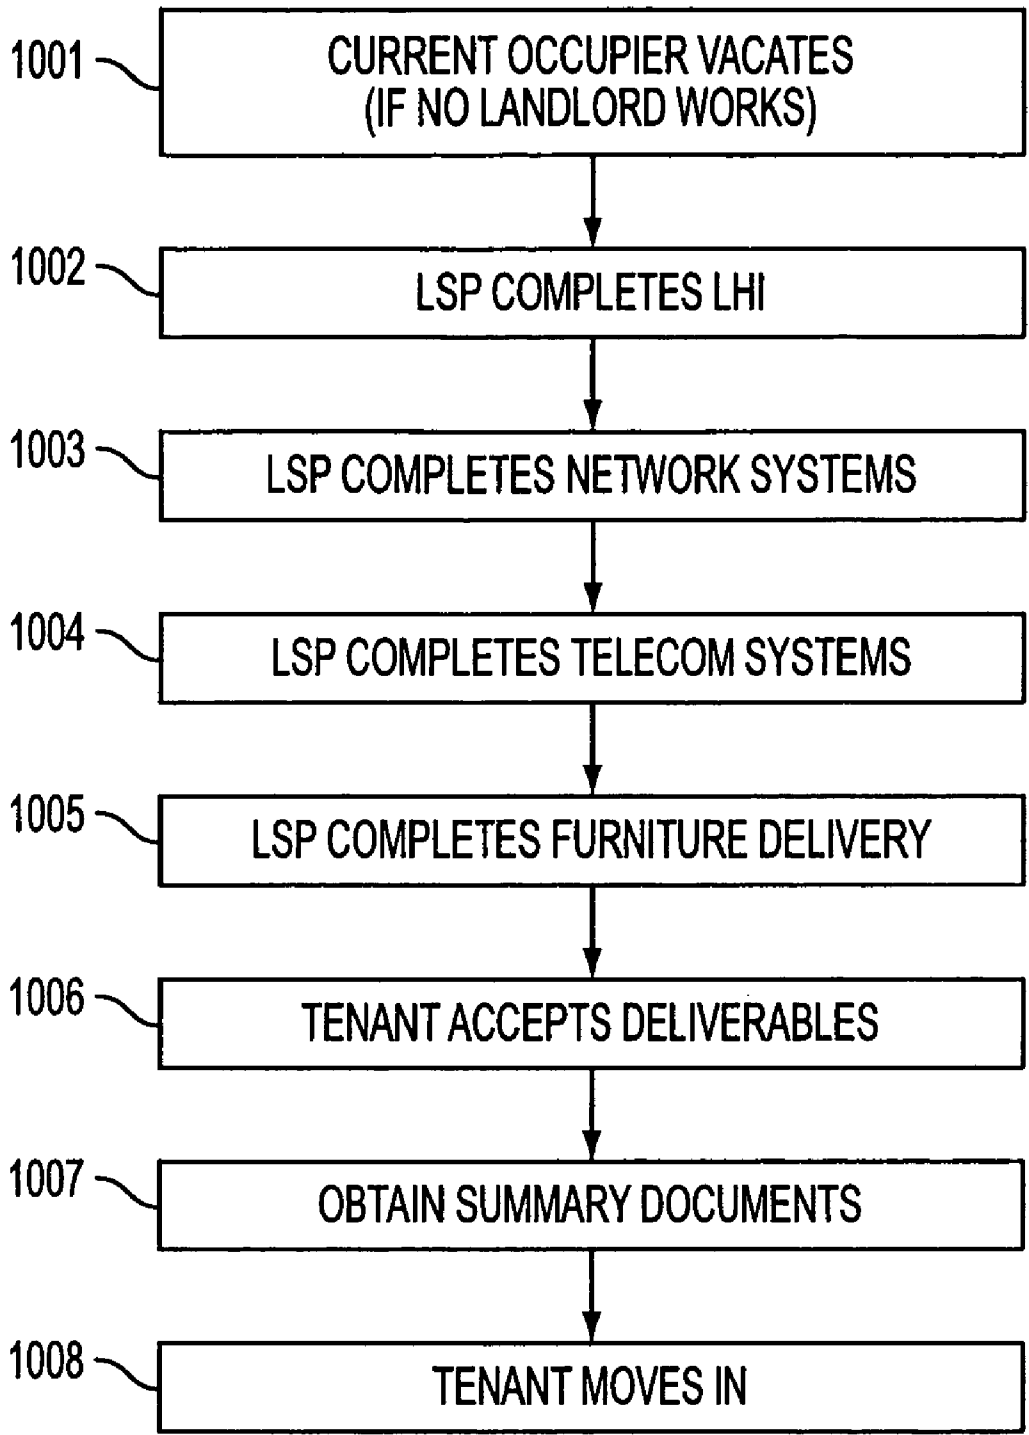 1001
CURRENT OCCUPIER VACATES
(IF NO LANDLORD WORKS)
1002
LSP COMPLETES LHI
1003
LSP COMPLETES NETWORK SYSTEMS
1004
LSP COMPLETES TELECOM SYSTEMS
1005
LSP COMPLETES FURNITURE DELIVERY
1006
TENANT ACCEPTS DELIVERABLES
1007
OBTAIN SUMMARY DOCUMENTS
1008
TENANT MOVES IN